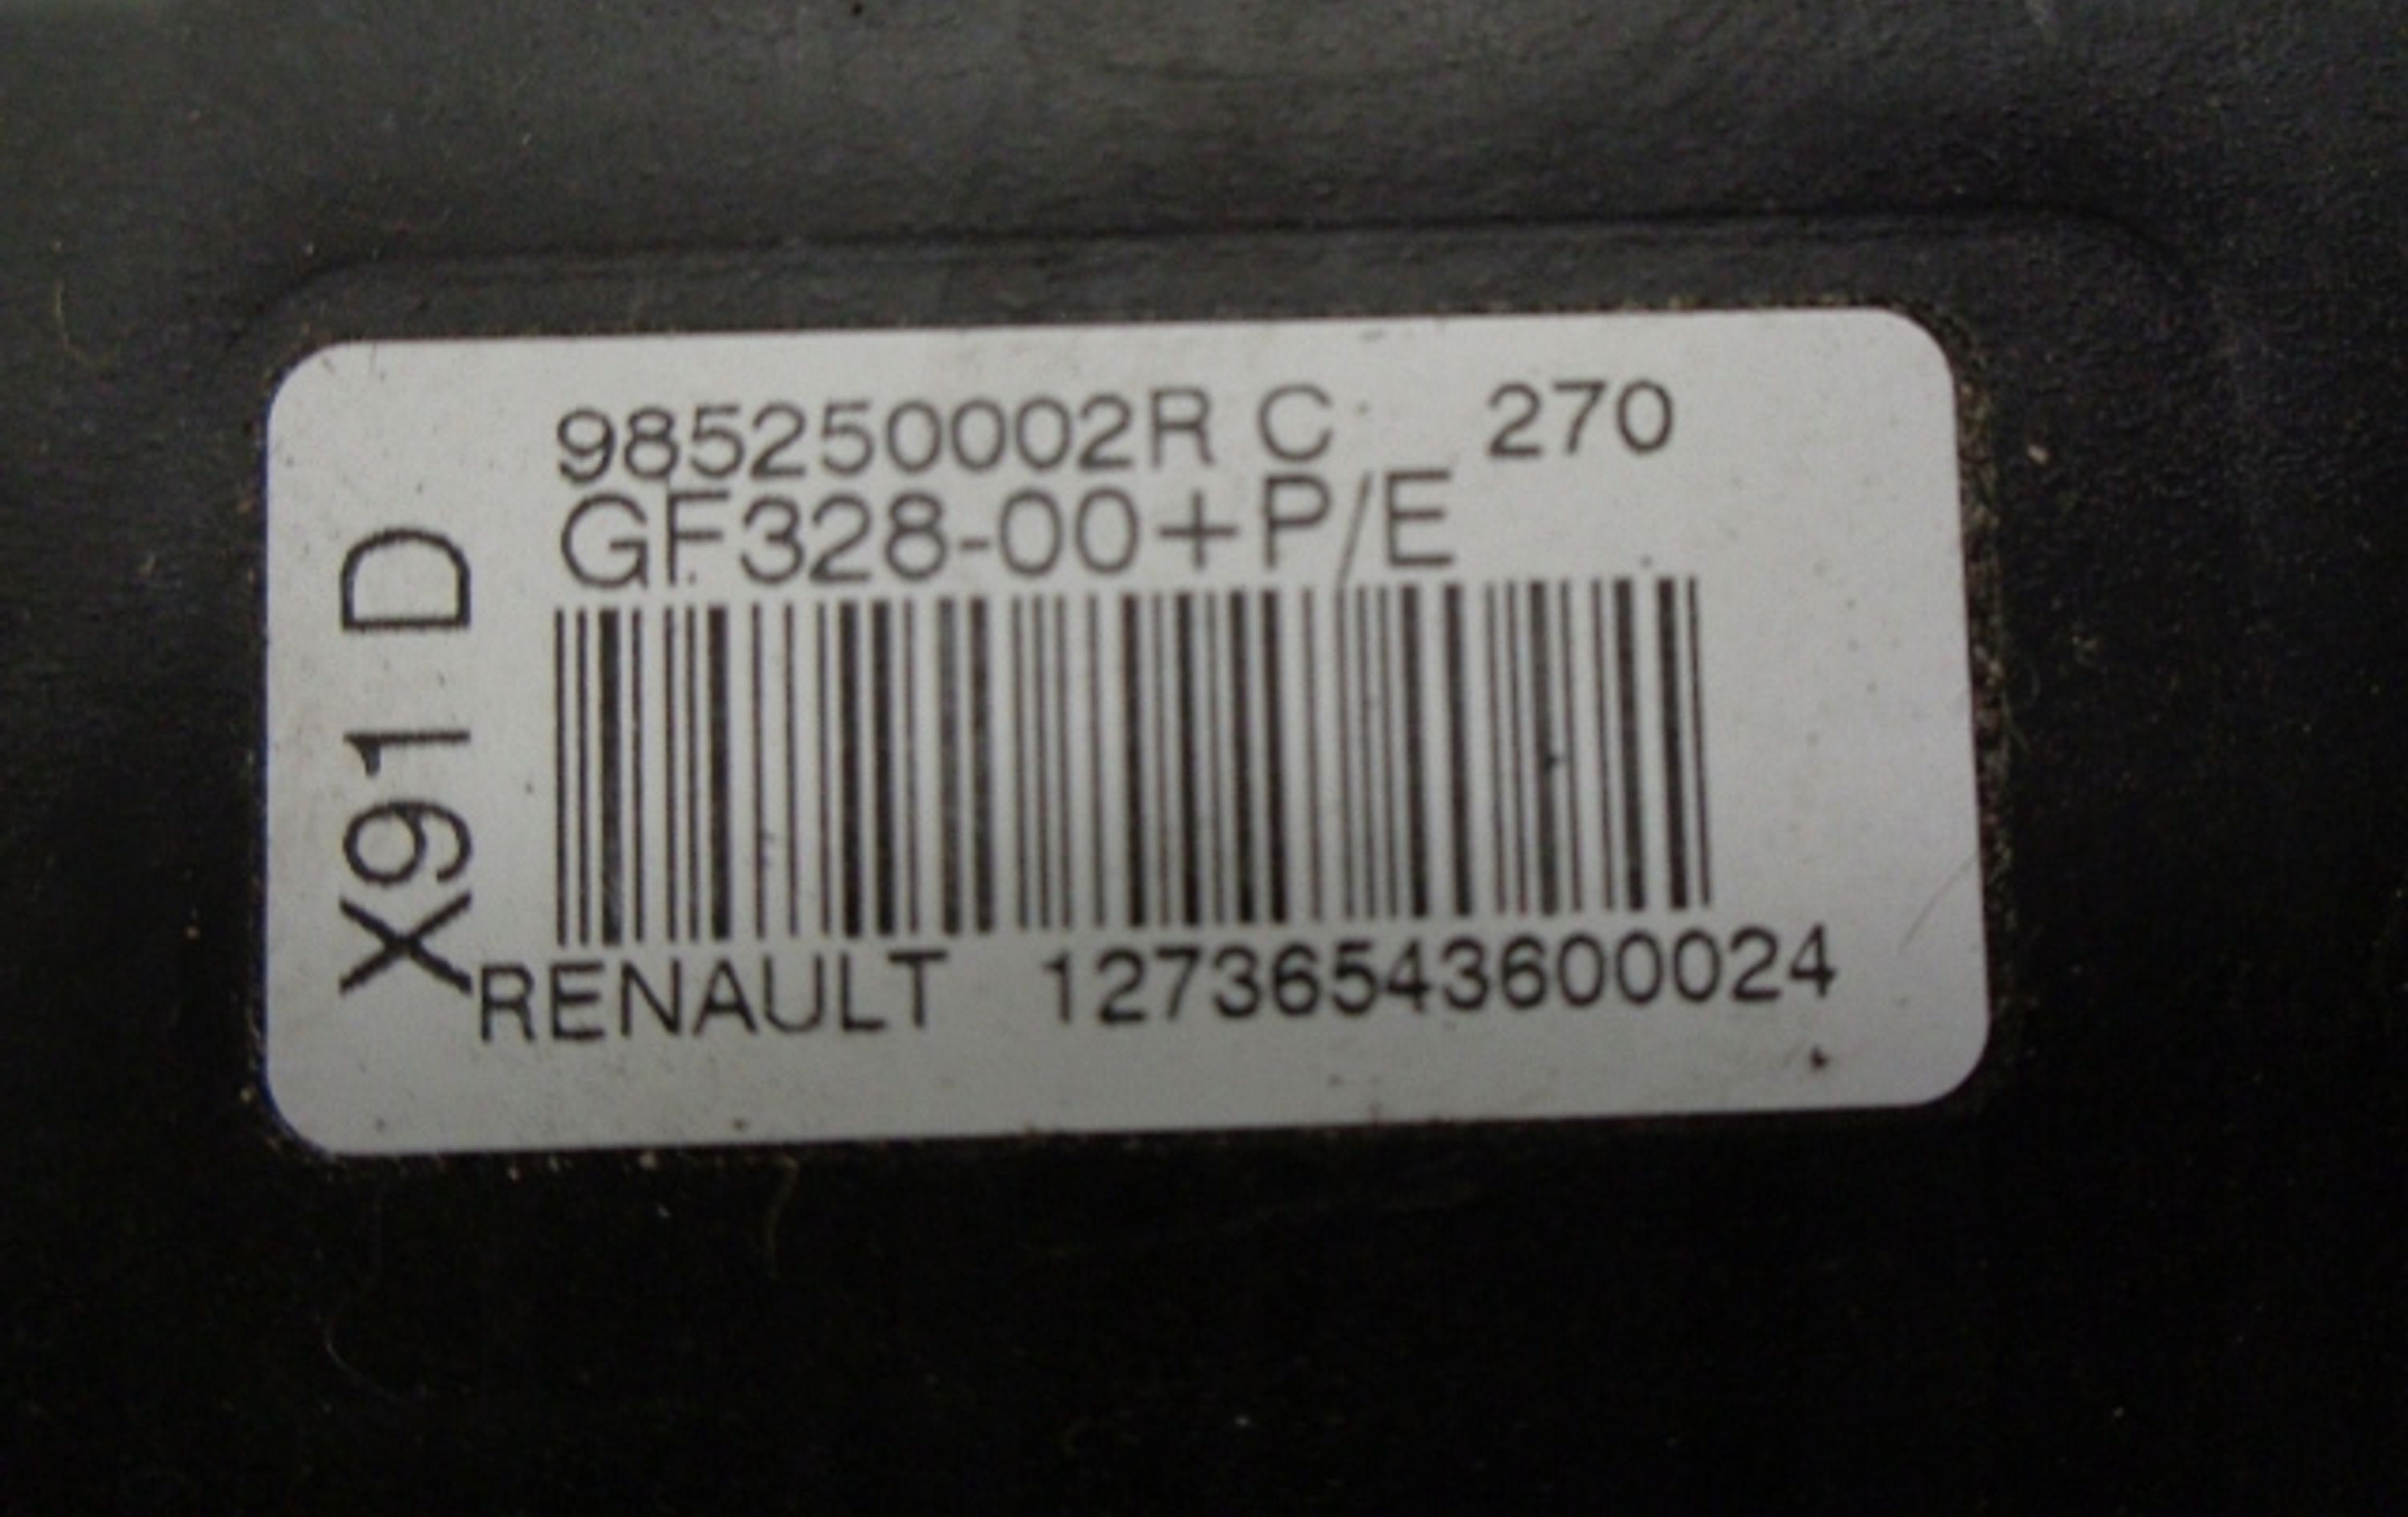 985250002R C 270
GF328-00+P/E
X91 D
RENAULT 12736543600024